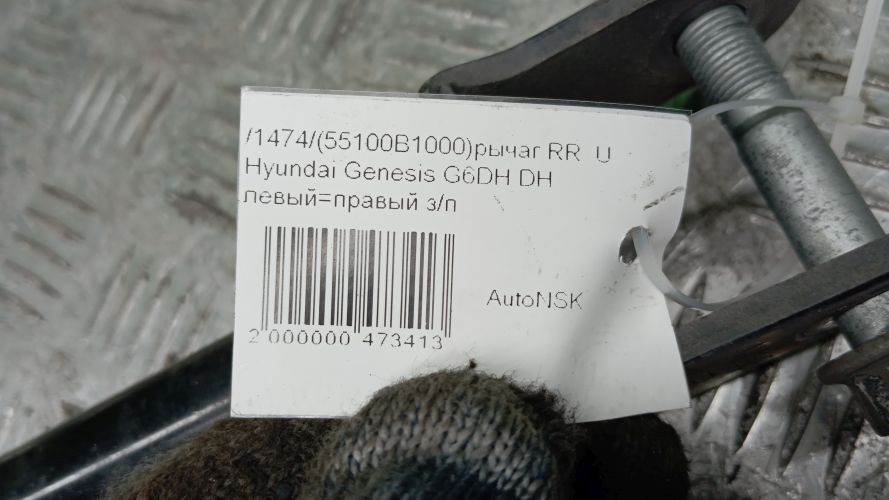 /1474/(55100B1000)рычаг RR U
Hyundai Genesis G6DH DH
левый=правый з/п
AutoNSK
2 000000 473413